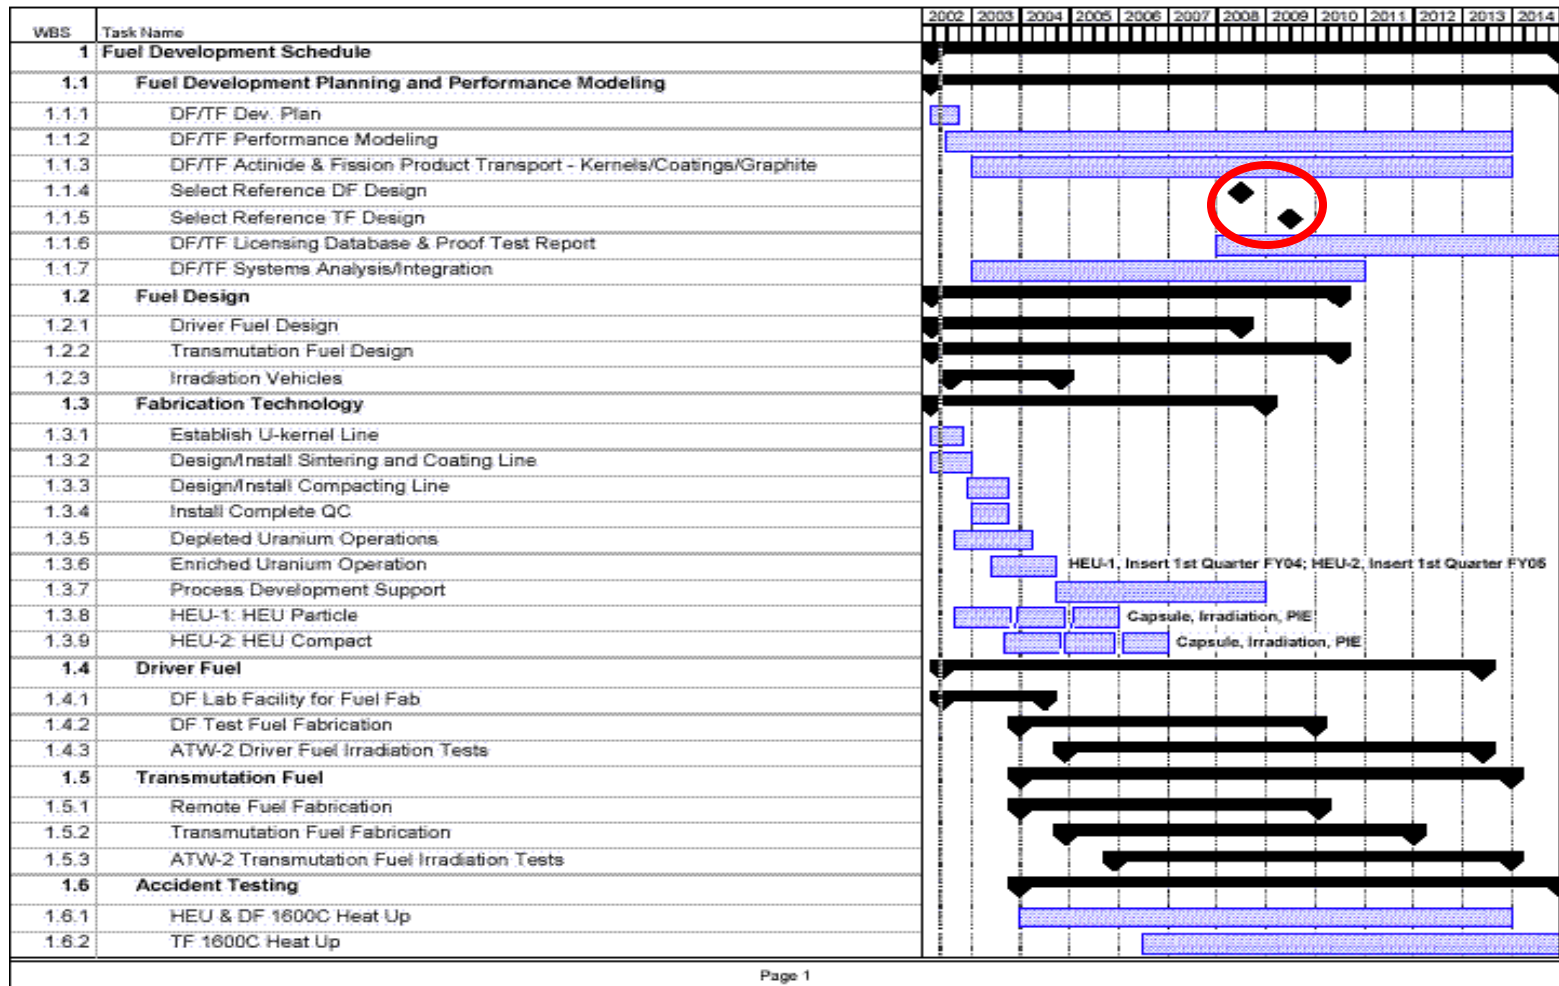 2002 2003 2004 2005 2006 2007 2008 2009 2010 2011 2012 2013 2014
WBS Task Name
1 Fuel Development Schedule
1.1 Fuel Development Planning and Performance Modeling
1.1.1 DF/TF Dev. Plan
1.1.2 DF/TF Performance Modeling
1.1.3 DF/TF Actinide & Fission Product Transport - Kernels/Coatings/Graphite
1.1.4 Select Reference DF Design
1.1.5 Select Reference TF Design
1.1.6 DF/TF Licensing Database & Proof Test Report
1.1.7 DF/TF Systems Analysis/Integration
1.2 Fuel Design
1.2.1 Driver Fuel Design
1.2.2 Transmutation Fuel Design
1.2.3 Irradiation Vehicles
1.3 Fabrication Technology
1.3.1 Establish U-kernel Line
1.3.2 Design/Install Sintering and Coating Line
1.3.3 Design/Install Compacting Line
1.3.4 Install Complete QC
1.3.5 Depleted Uranium Operations
1.3.6 Enriched Uranium Operation HEU-1, Insert 1st Quarter FY04; HEU-2, Insert 1st Quarter FY05
1.3.7 Process Development Support
1.3.8 HEU-1: HEU Particle Capsule, Irradiation, PIE
1.3.9 HEU-2: HEU Compact Capsule, Irradiation, PIE
1.4 Driver Fuel
1.4.1 DF Lab Facility for Fuel Fab
1.4.2 DF Test Fuel Fabrication
1.4.3 ATW-2 Driver Fuel Irradiation Tests
1.5 Transmutation Fuel
1.5.1 Remote Fuel Fabrication
1.5.2 Transmutation Fuel Fabrication
1.5.3 ATW-2 Transmutation Fuel Irradiation Tests
1.6 Accident Testing
1.6.1 HEU & DF 1600C Heat Up
1.6.2 TF 1600C Heat Up
Page 1